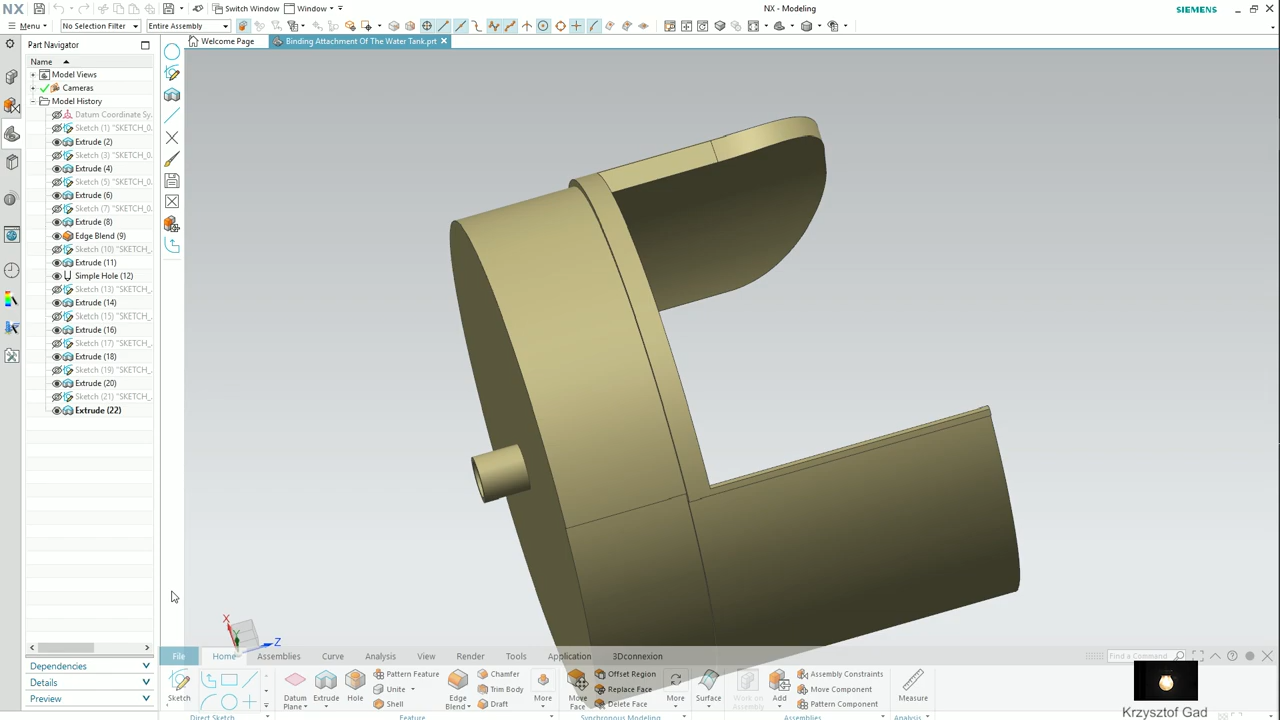 NX Switch Window Window NX - Modeling SIEMENS
Menu No Selection Filter Entire Assembly
Part Navigator Welcome Page Binding Attachment Of The Water Tank.prt
Name
Model Views
Cameras
Model History
Datum Coordinate Sy...
Sketch (1) "SKETCH_0...
Extrude (2)
Sketch (3) "SKETCH_0...
Extrude (4)
Sketch (5) "SKETCH_0...
Extrude (6)
Sketch (7) "SKETCH_0...
Extrude (8)
Edge Blend (9)
Sketch (10) "SKETCH_...
Extrude (11)
Simple Hole (12)
Sketch (13) "SKETCH_...
Extrude (14)
Sketch (15) "SKETCH_...
Extrude (16)
Sketch (17) "SKETCH_...
Extrude (18)
Sketch (19) "SKETCH_...
Extrude (20)
Sketch (21) "SKETCH_...
Extrude (22)
X
Y
Z
Dependencies
Details
Preview
File Home Assemblies Curve Analysis View Render Tools Application 3Dconnexion Find a Command
Sketch
Direct Sketch
Datum Plane
Extrude
Hole
Pattern Feature
Unite
Shell
Edge Blend
Chamfer
Trim Body
Draft
More
Feature
Move Face
Offset Region
Replace Face
Delete Face
More
Synchronous Modeling
Surface
Work on Assembly
Add
Assembly Constraints
Move Component
Pattern Component
Assemblies
Measure
Analysis
Krzysztof Gad